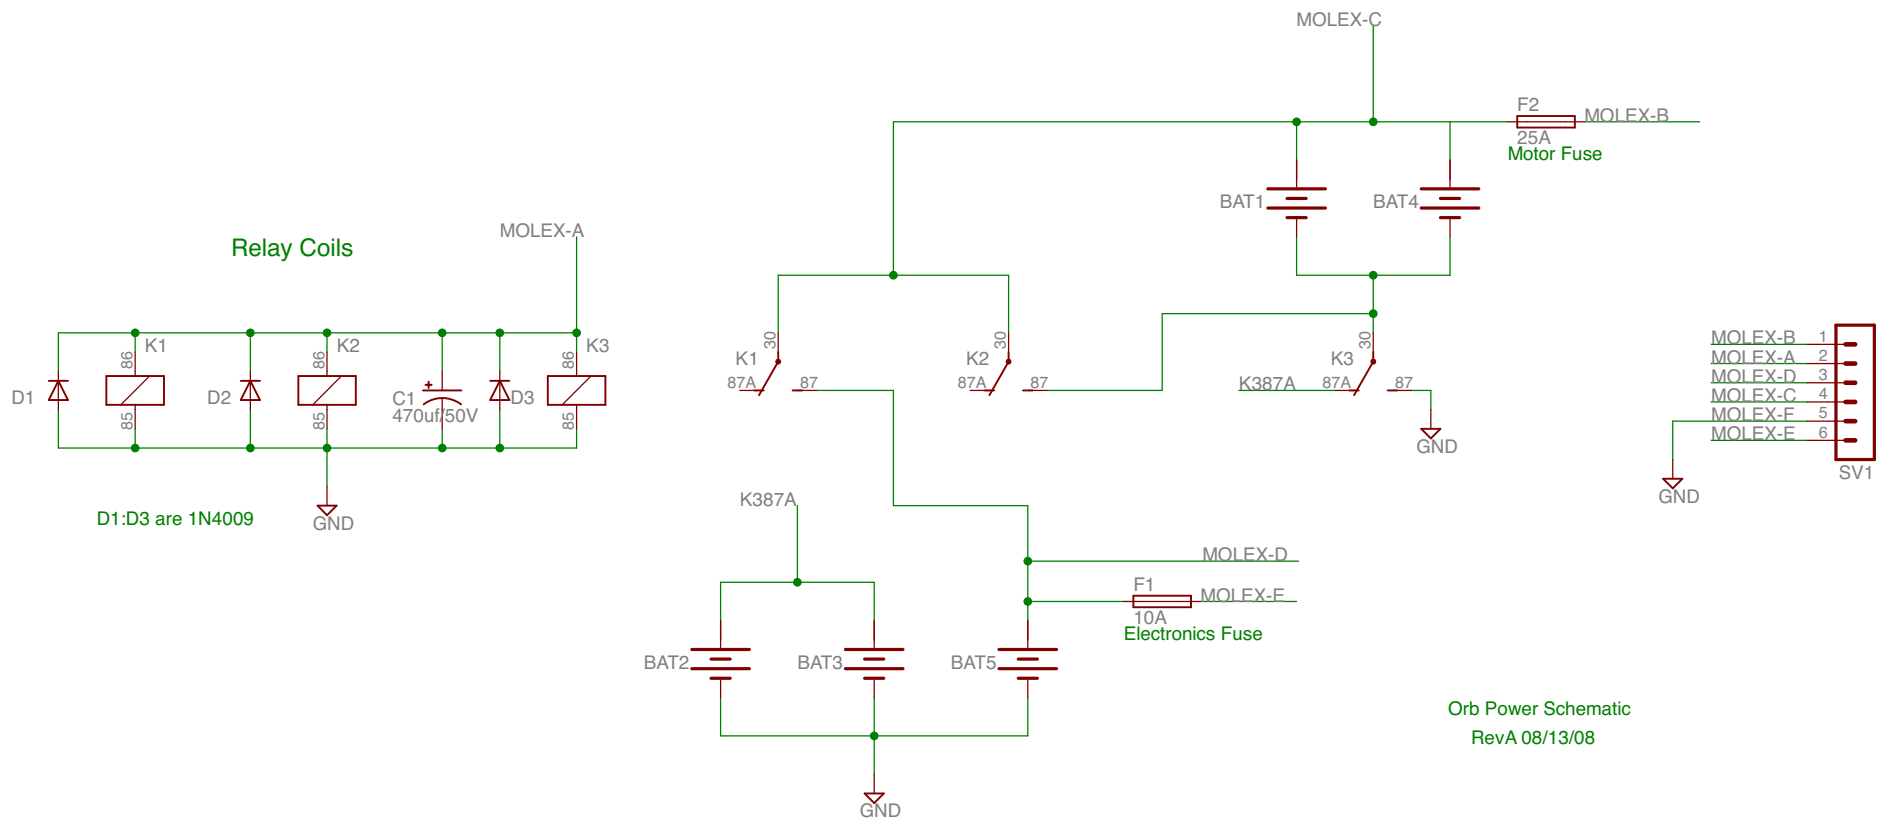 MOLEX-C
F2
MOLEX-B
25A
Motor Fuse
BAT1
BAT4
MOLEX-A
Relay Coils
K1
86
85
K2
86
85
K3
86
85
D1
D2
C1
470uf/50V
D3
GND
D1:D3 are 1N4009
K1
30
87A
87
K2
30
87A
87
K3
30
K387A
87A
87
GND
MOLEX-B 1
MOLEX-A 2
MOLEX-D 3
MOLEX-C 4
MOLEX-F 5
MOLEX-E 6
SV1
GND
K387A
MOLEX-D
F1
MOLEX-E
10A
Electronics Fuse
BAT2
BAT3
BAT5
GND
Orb Power Schematic
RevA 08/13/08